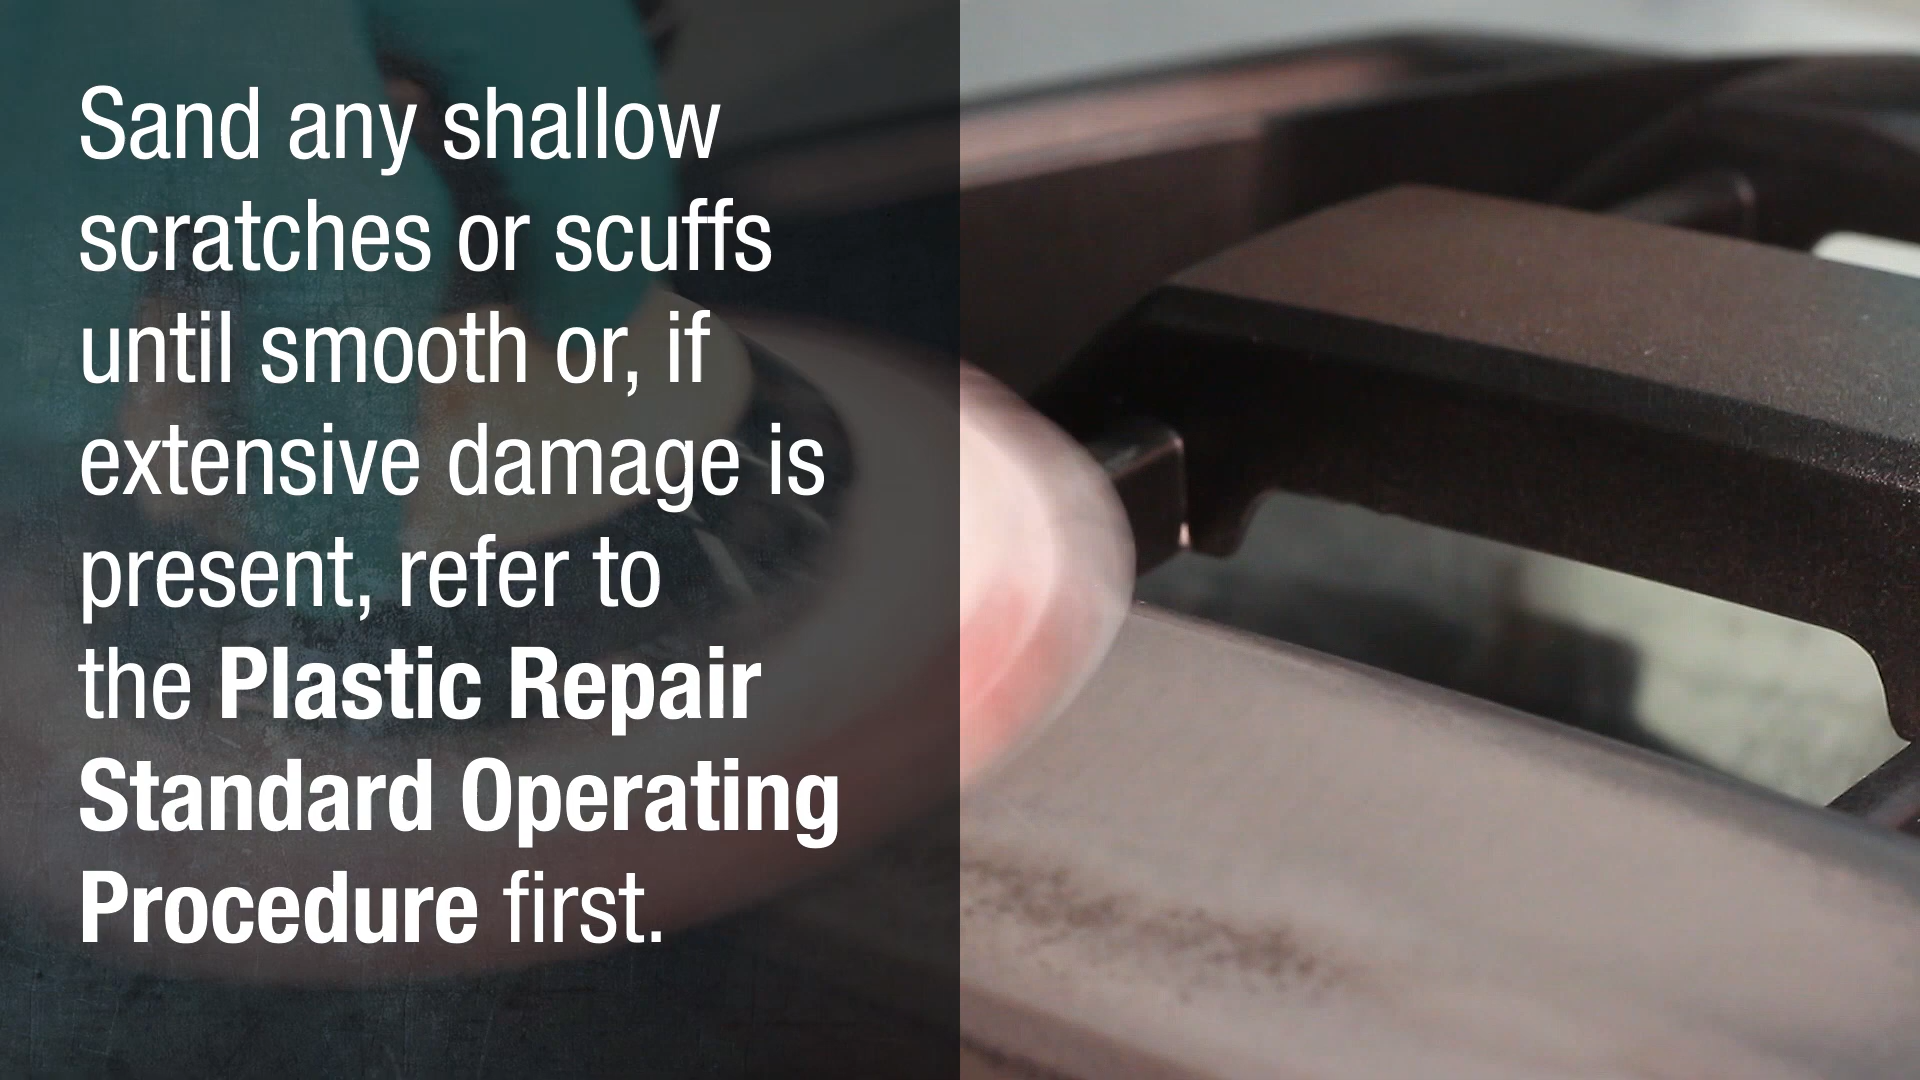 Sand any shallow
scratches or scuffs
until smooth or, if
extensive damage is
present, refer to
the Plastic Repair
Standard Operating
Procedure first.